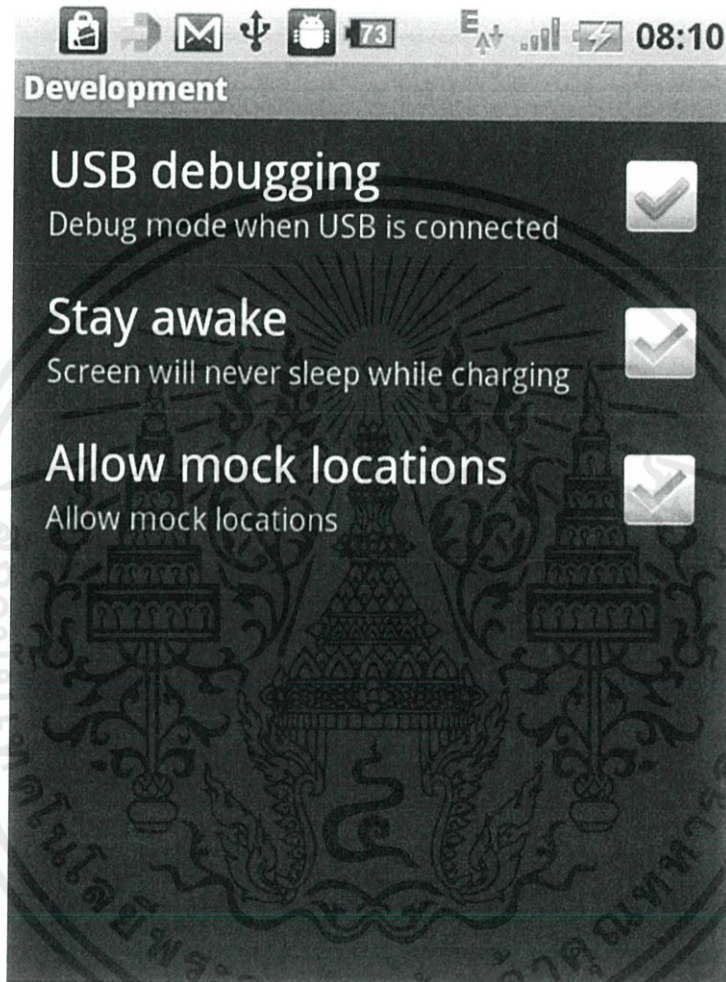 73 E 08:10
Development
USB debugging
Debug mode when USB is connected
Stay awake
Screen will never sleep while charging
Allow mock locations
Allow mock locations